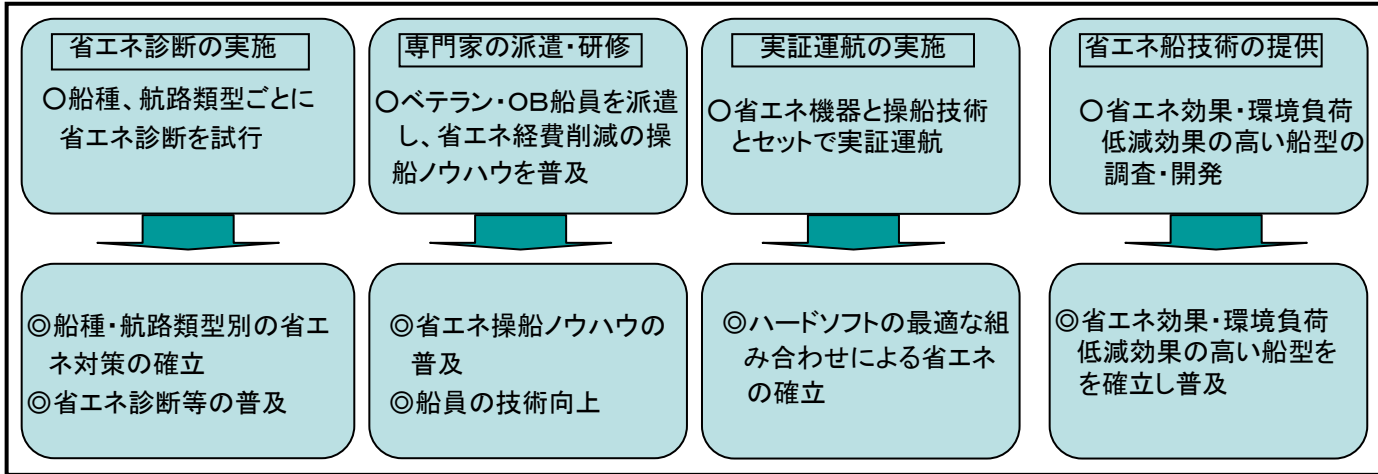 省エネ診断の実施
〇船種、航路類型ごとに
省エネ診断を試行
専門家の派遣・研修
〇ベテラン・OB船員を派遣
し、省エネ経費削減の操
船ノウハウを普及
実証運航の実施
〇省エネ機器と操船技術
とセットで実証運航
省エネ船技術の提供
〇省エネ効果・環境負荷
低減効果の高い船型の
調査・開発
◎船種・航路類型別の省エ
ネ対策の確立
◎省エネ診断等の普及
◎省エネ操船ノウハウの
普及
◎船員の技術向上
◎ハードソフトの最適な組
み合わせによる省エネ
の確立
◎省エネ効果・環境負荷
低減効果の高い船型を
を確立し普及